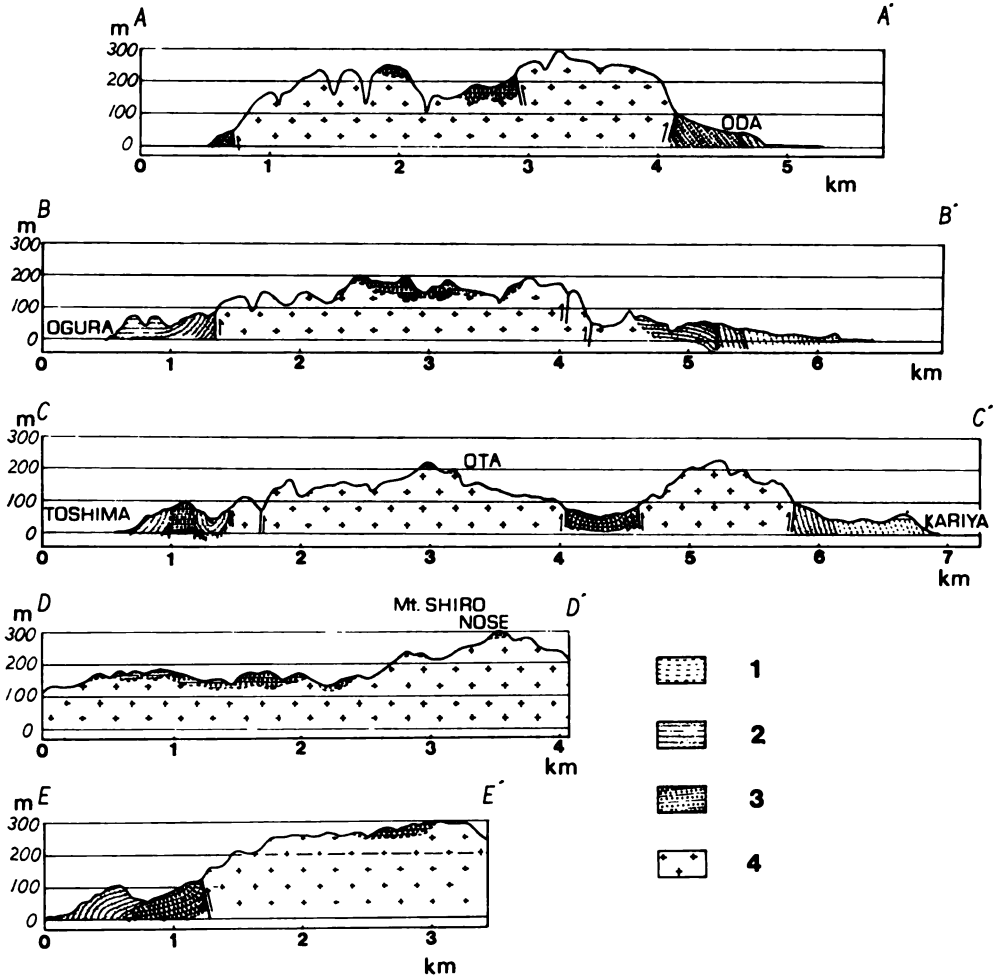 m A A´
300
200
100
0
ODA
0 1 2 3 4 5
km
m B B´
300
200
100
0
OGURA
0 1 2 3 4 5 6
km
m C C´
300
200
100
0
TOSHIMA OTA KARIYA
0 1 2 3 4 5 6 7
km
m D Mt. SHIRO D´
NOSE
300
200
100
0
0 1 2 3 4
km
m E E´
300
200
100
0
0 1 2 3
km
1
2
3
4